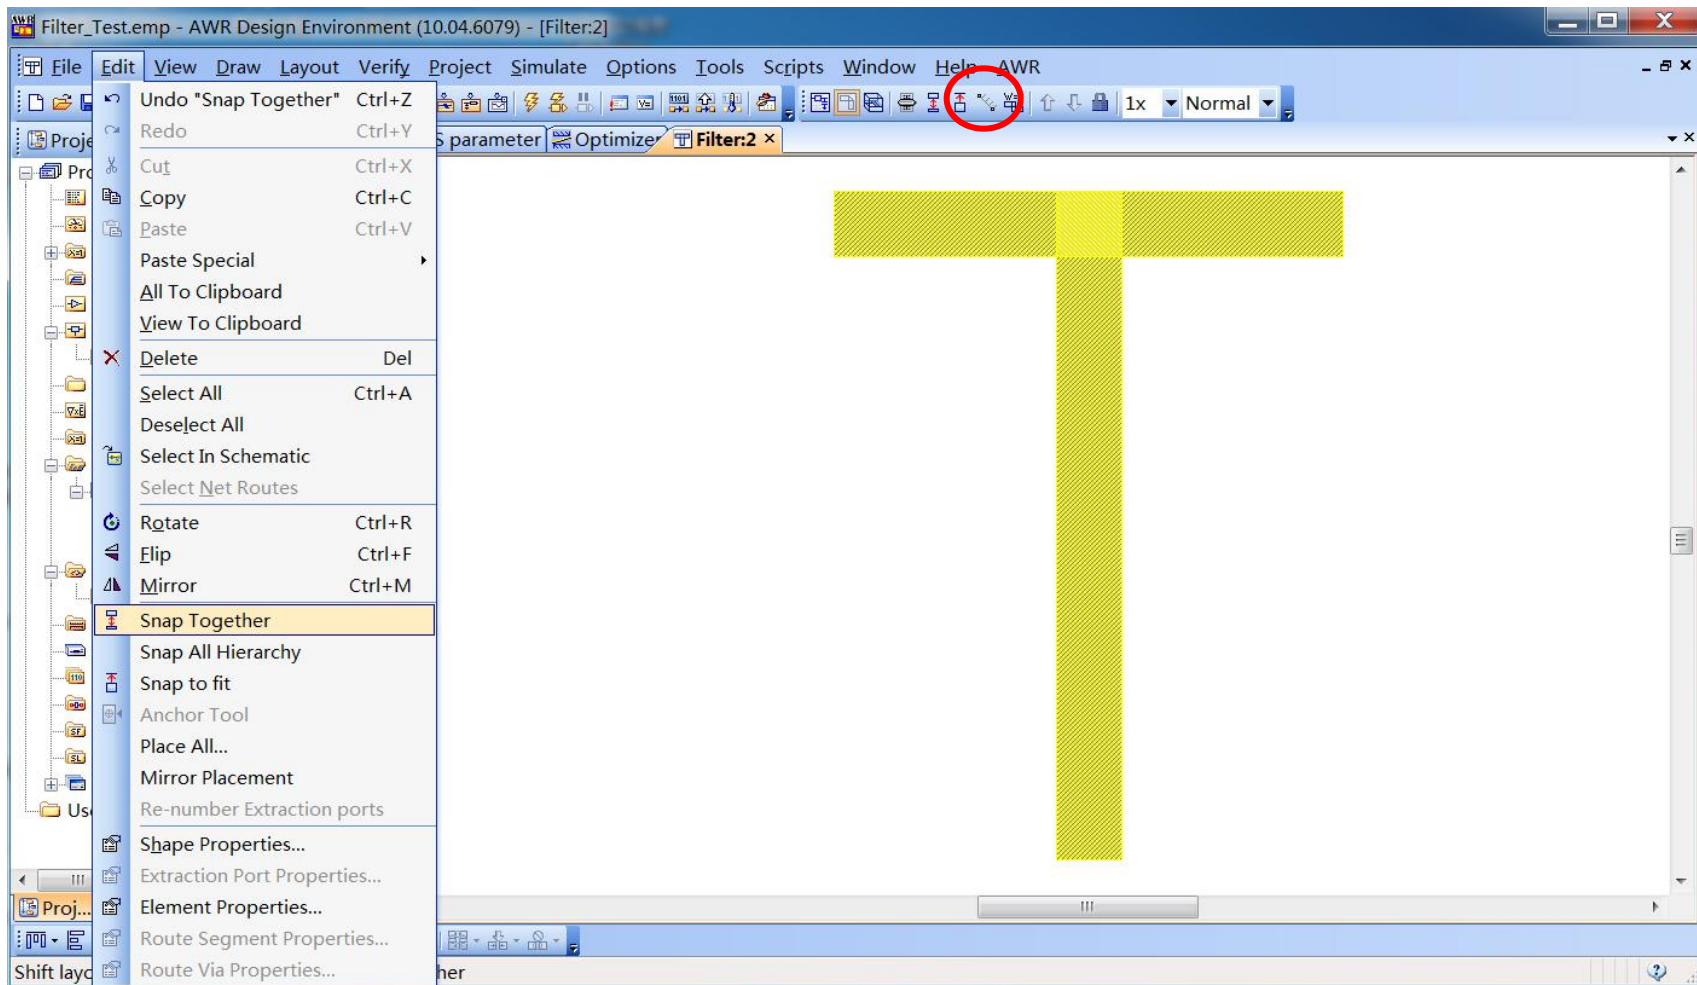 Filter_Test.emp - AWR Design Environment (10.04.6079) - [Filter:2]
File Edit View Draw Layout Verify Project Simulate Options Tools Scripts Window Help AWR
1x Normal
Proje
S parameter Optimizer Filter:2
Undo "Snap Together" Ctrl+Z
Redo Ctrl+Y
Cut Ctrl+X
Copy Ctrl+C
Paste Ctrl+V
Paste Special
All To Clipboard
View To Clipboard
Delete Del
Select All Ctrl+A
Deselect All
Select In Schematic
Select Net Routes
Rotate Ctrl+R
Flip Ctrl+F
Mirror Ctrl+M
Snap Together
Snap All Hierarchy
Snap to fit
Anchor Tool
Place All...
Mirror Placement
Re-number Extraction ports
Shape Properties...
Extraction Port Properties...
Element Properties...
Route Segment Properties...
Route Via Properties...
Pro
Use
Proj...
Shift layo
her